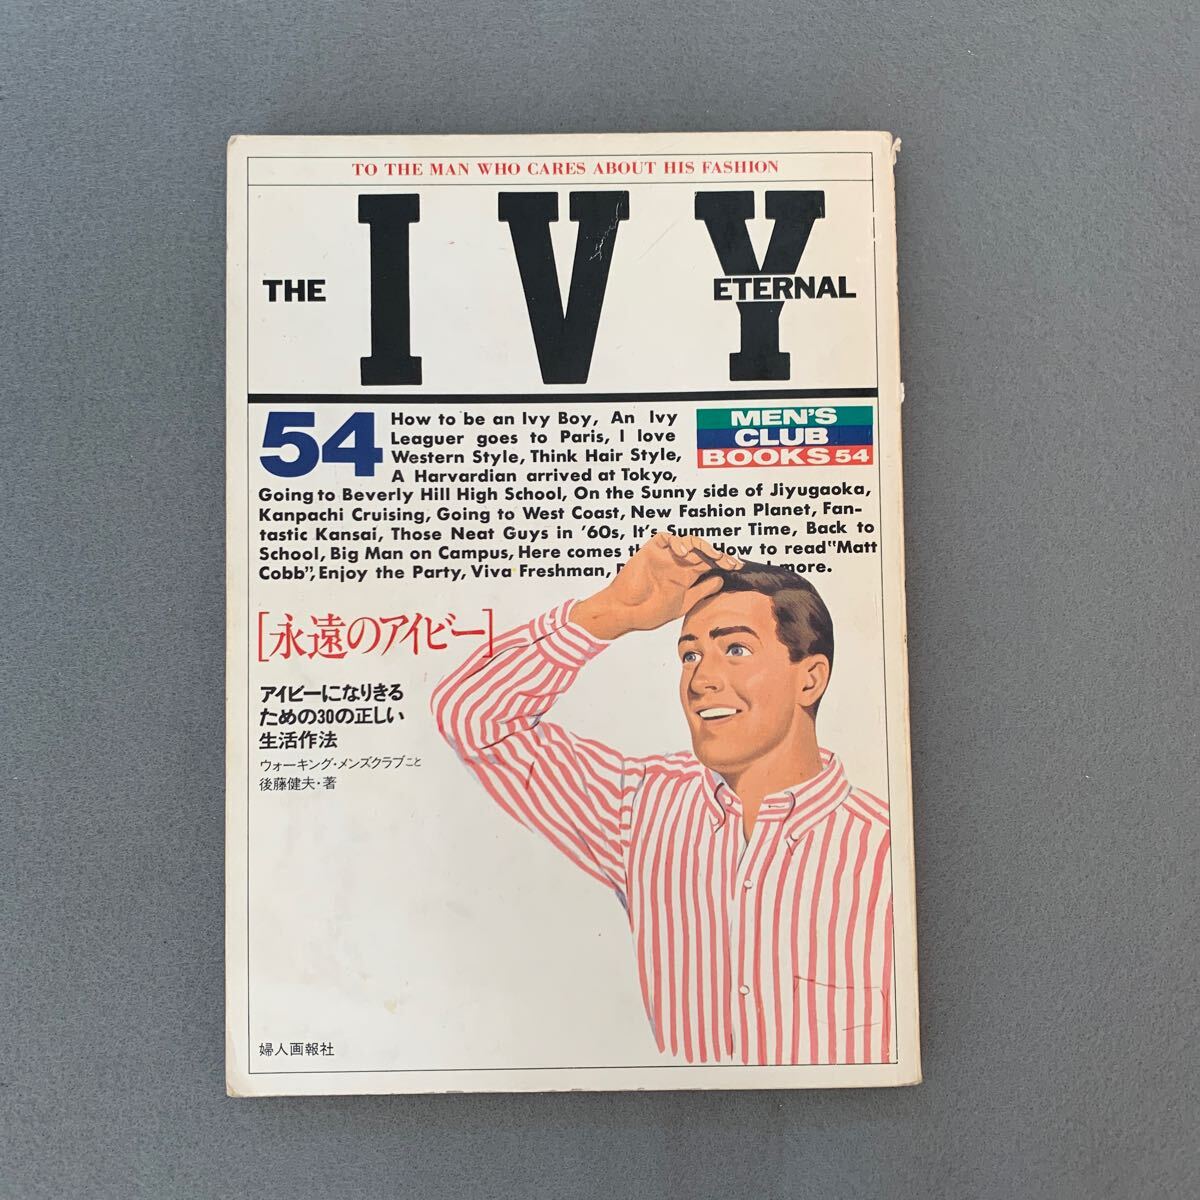 TO THE MAN WHO CARES ABOUT HIS FASHION
THE IVY ETERNAL
54
How to be an Ivy Boy, An Ivy
Leaguer goes to Paris, I love
Western Style, Think Hair Style,
A Harvardian arrived at Tokyo,
Going to Beverly Hill High School, On the Sunny side of Jiyugaoka,
Kanpachi Cruising, Going to West Coast, New Fashion Planet, Fan-
tastic Kansai, Those Neat Guys in '60s, It's Summer Time, Back to
School, Big Man on Campus, Here comes How to read "Matt
Cobb", Enjoy the Party, Viva Freshman, more.
MEN'S
CLUB
BOOKS 54
[永遠のアイビー]
アイビーになりきる
ための30の正しい
生活作法
ウォーキング・メンズクラブこと
後藤健夫・著
婦人画報社